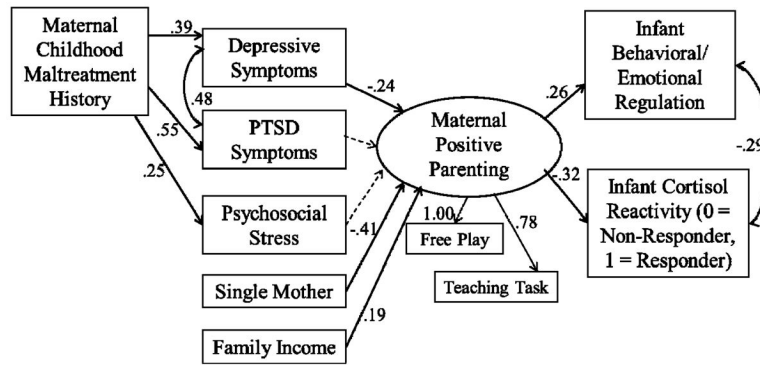 Maternal
Childhood
Maltreatment
History
.39
.48
.55
.25
Depressive
Symptoms
PTSD
Symptoms
Psychosocial
Stress
Single Mother
Family Income
-.24
-.41
.19
Maternal
Positive
Parenting
1.00
Free Play
.78
Teaching Task
.26
-.32
Infant
Behavioral/
Emotional
Regulation
-.29
Infant Cortisol
Reactivity (0 =
Non-Responder,
1 = Responder)